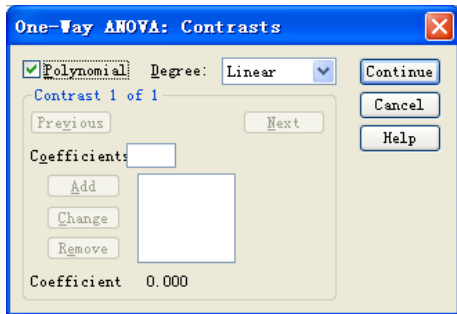 One-Way ANOVA: Contrasts
Polynomial Degree: Linear Continue
Contrast 1 of 1 Cancel
Previous Next Help
Coefficients
Add
Change
Remove
Coefficient 0.000